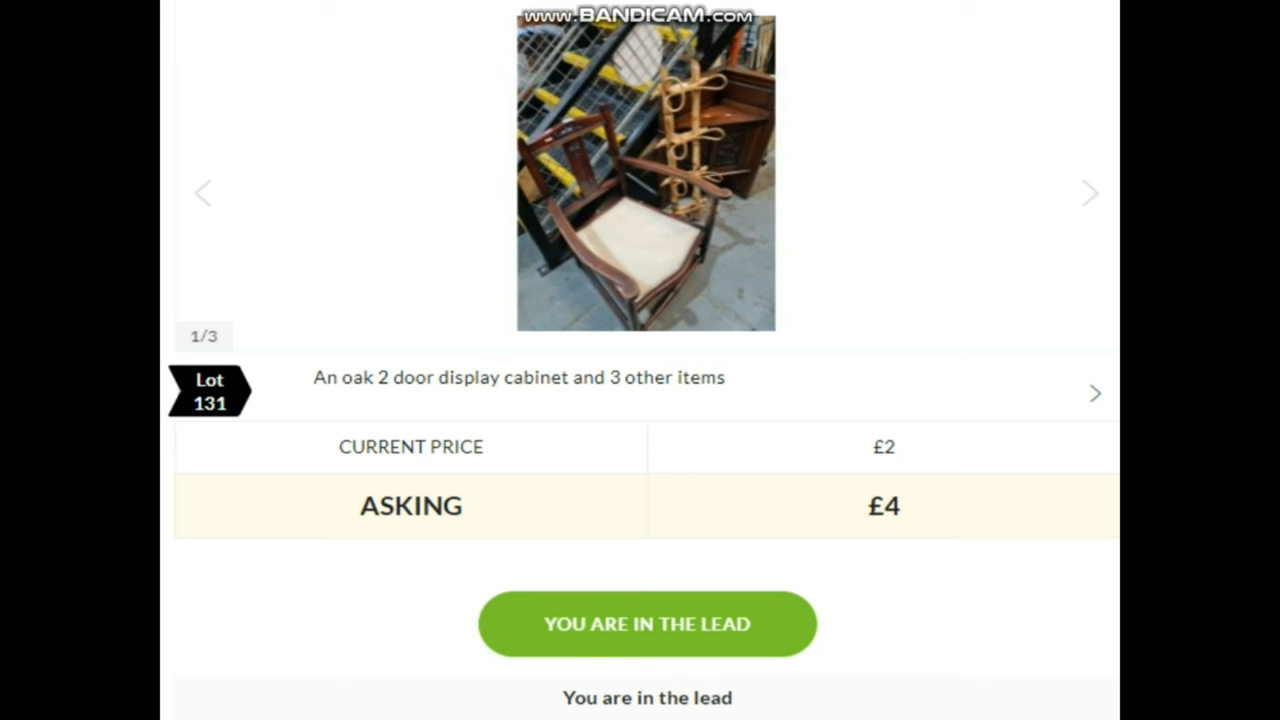 www.BANDICAM.com
1/3
Lot
131
An oak 2 door display cabinet and 3 other items
CURRENT PRICE £2
ASKING £4
YOU ARE IN THE LEAD
You are in the lead